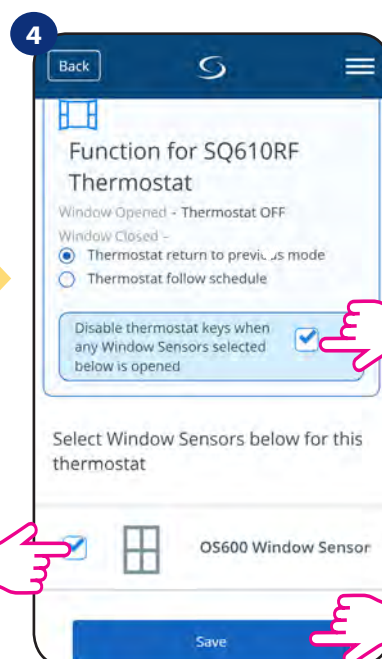 4
Back
Function for SQ610RF
Thermostat
Window Opened - Thermostat OFF
Window Closed -
Thermostat return to previous mode
Thermostat follow schedule
Disable thermostat keys when
any Window Sensors selected
below is opened
Select Window Sensors below for this
thermostat
OS600 Window Sensor
Save